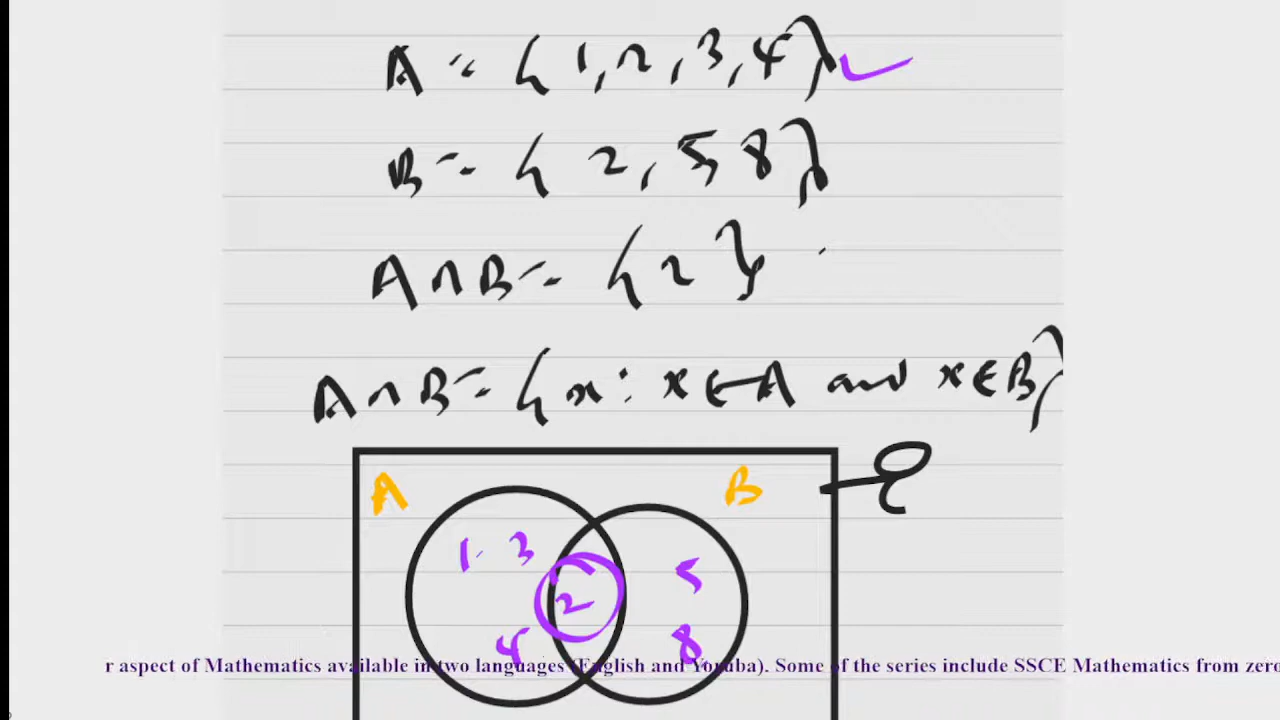 A = {1, 2, 3, 4}
B = {2, 5, 8}
A ∩ B = {2}
A ∩ B = {x : x ∈ A and x ∈ B}
A B
1 3
2 5
4 8
r aspect of Mathematics available in two languages (English and Yoruba). Some of the series include SSCE Mathematics from zero